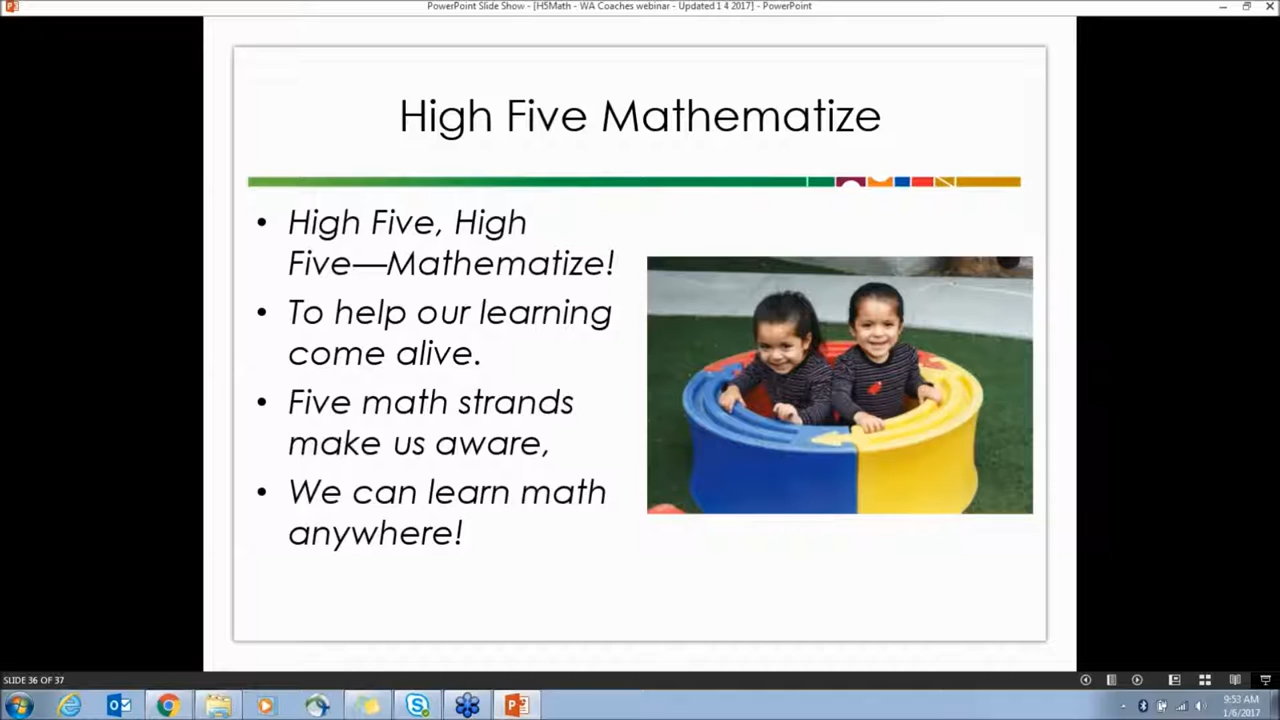 PowerPoint Slide Show - [H5Math - WA Coaches webinar - Updated 1 4 2017] - PowerPoint
High Five Mathematize
• High Five, High
Five—Mathematize!
• To help our learning
come alive.
• Five math strands
make us aware,
• We can learn math
anywhere!
SLIDE 36 OF 37
9:53 AM
1/6/2017